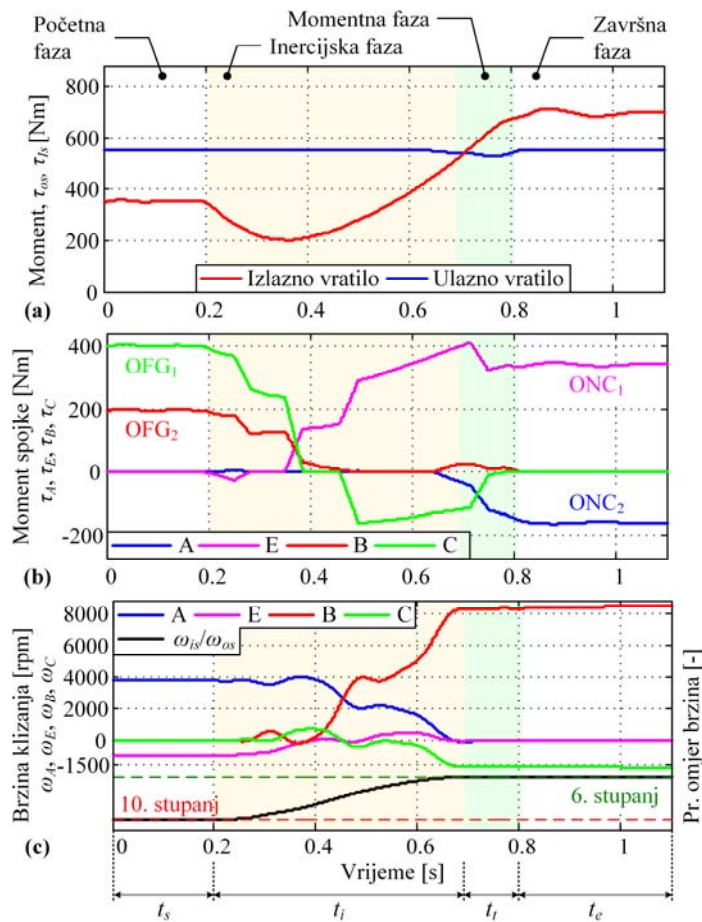 Početna faza
Inercijska faza
Momentna faza
Završna faza
Moment, τos, τIs [Nm]
800
600
400
200
0
Izlazno vratilo
Ulazno vratilo
0
0.2
0.4
0.6
0.8
1
(a)
Moment spojke [Nm]
τA, τE, τB, τC
400
200
0
-200
OFG1
OFG2
ONC1
ONC2
A
E
B
C
0
0.2
0.4
0.6
0.8
1
(b)
Brzina klizanja [rpm]
ωA, ωE, ωB, ωC
8000
6000
4000
2000
0
-1500
A
E
B
C
ωis/ωos
Pr. omjer brzina [-]
10. stupanj
6. stupanj
(c)
0
0.2
0.4
0.6
0.8
1
Vrijeme [s]
ts
ti
tt
te